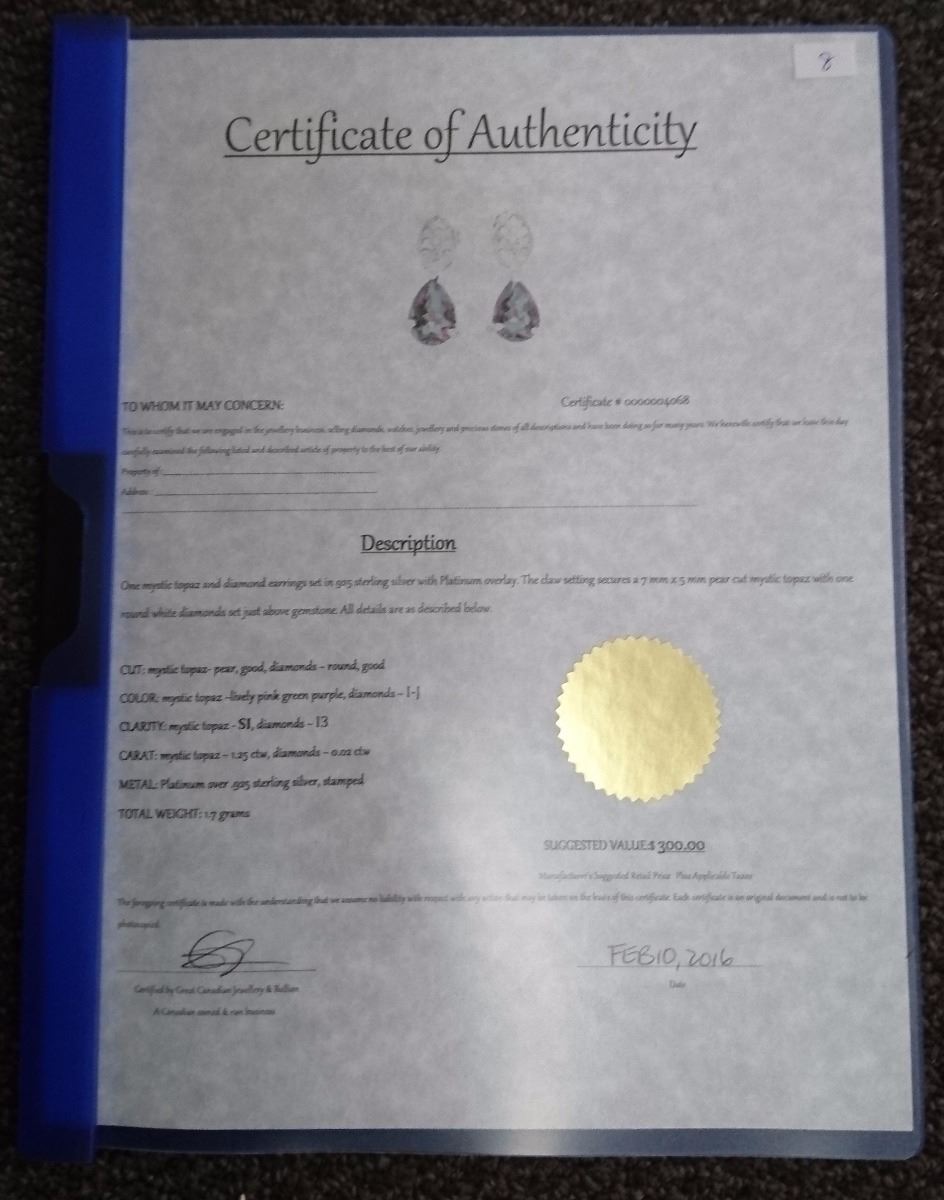 8
Certificate of Authenticity
TO WHOM IT MAY CONCERN:
Certificate # 0000004068
This is to certify that we are engaged in the jewellery business, selling diamonds, watches, jewellery and precious stones of all descriptions and have been doing so for many years. We herewith certify that we have this day
carefully examined the following listed and described article of property to the best of our ability.
Property of:
Address:
Description
One mystic topaz and diamond earrings set in 925 sterling silver with Platinum overlay. The claw setting secures a 7 mm x 5 mm pear cut mystic topaz with one
round white diamonds set just above gemstone. All details are as described below.
CUT: mystic topaz- pear, good, diamonds – round, good
COLOR: mystic topaz -lively pink green purple, diamonds – I-J
CLARITY: mystic topaz - SI, diamonds – I3
CARAT: mystic topaz – 1.25 ctw, diamonds – 0.02 ctw
METAL: Platinum over .925 sterling silver, stamped
TOTAL WEIGHT: 1.7 grams
SUGGESTED VALUE:$ 300.00
Manufacturer's Suggested Retail Price Plus Applicable Taxes
The foregoing certificate is made with the understanding that we assume no liability with respect with any action that may be taken on the basis of this certificate. Each certificate is an original document and is not to be
photocopied.
FEB 10, 2016
Certified by Great Canadian Jewellery & Bullion
Date
A Canadian owned & run business